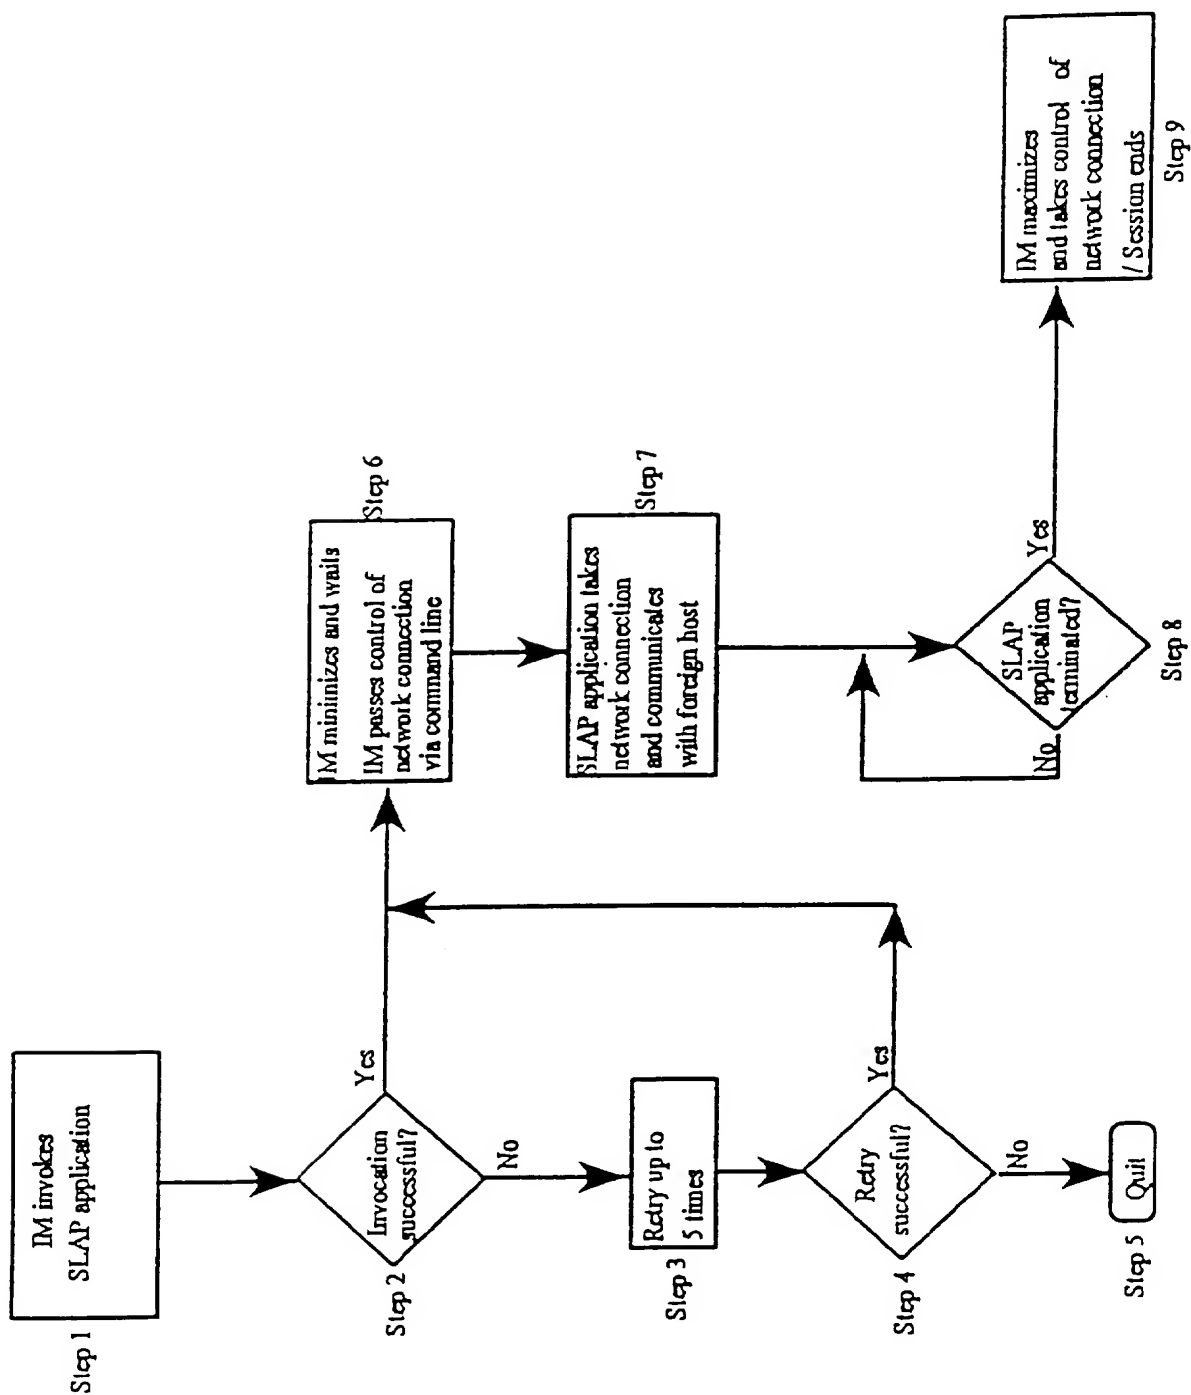 Step 1
IM invokes
SLAP application
Step 2
Invocation
successful?
Yes
No
Step 3
Retry up to
5 times
Step 4
Retry
successful?
Yes
No
Step 5
Quit
IM minimizes and waits
IM passes control of
network connection
via command line
Step 6
SLAP application takes
network connection
and communicates
with foreign host
Step 7
SLAP
application
terminated?
No
Yes
Step 8
IM maximizes
and takes control of
network connection
/ Session ends
Step 9